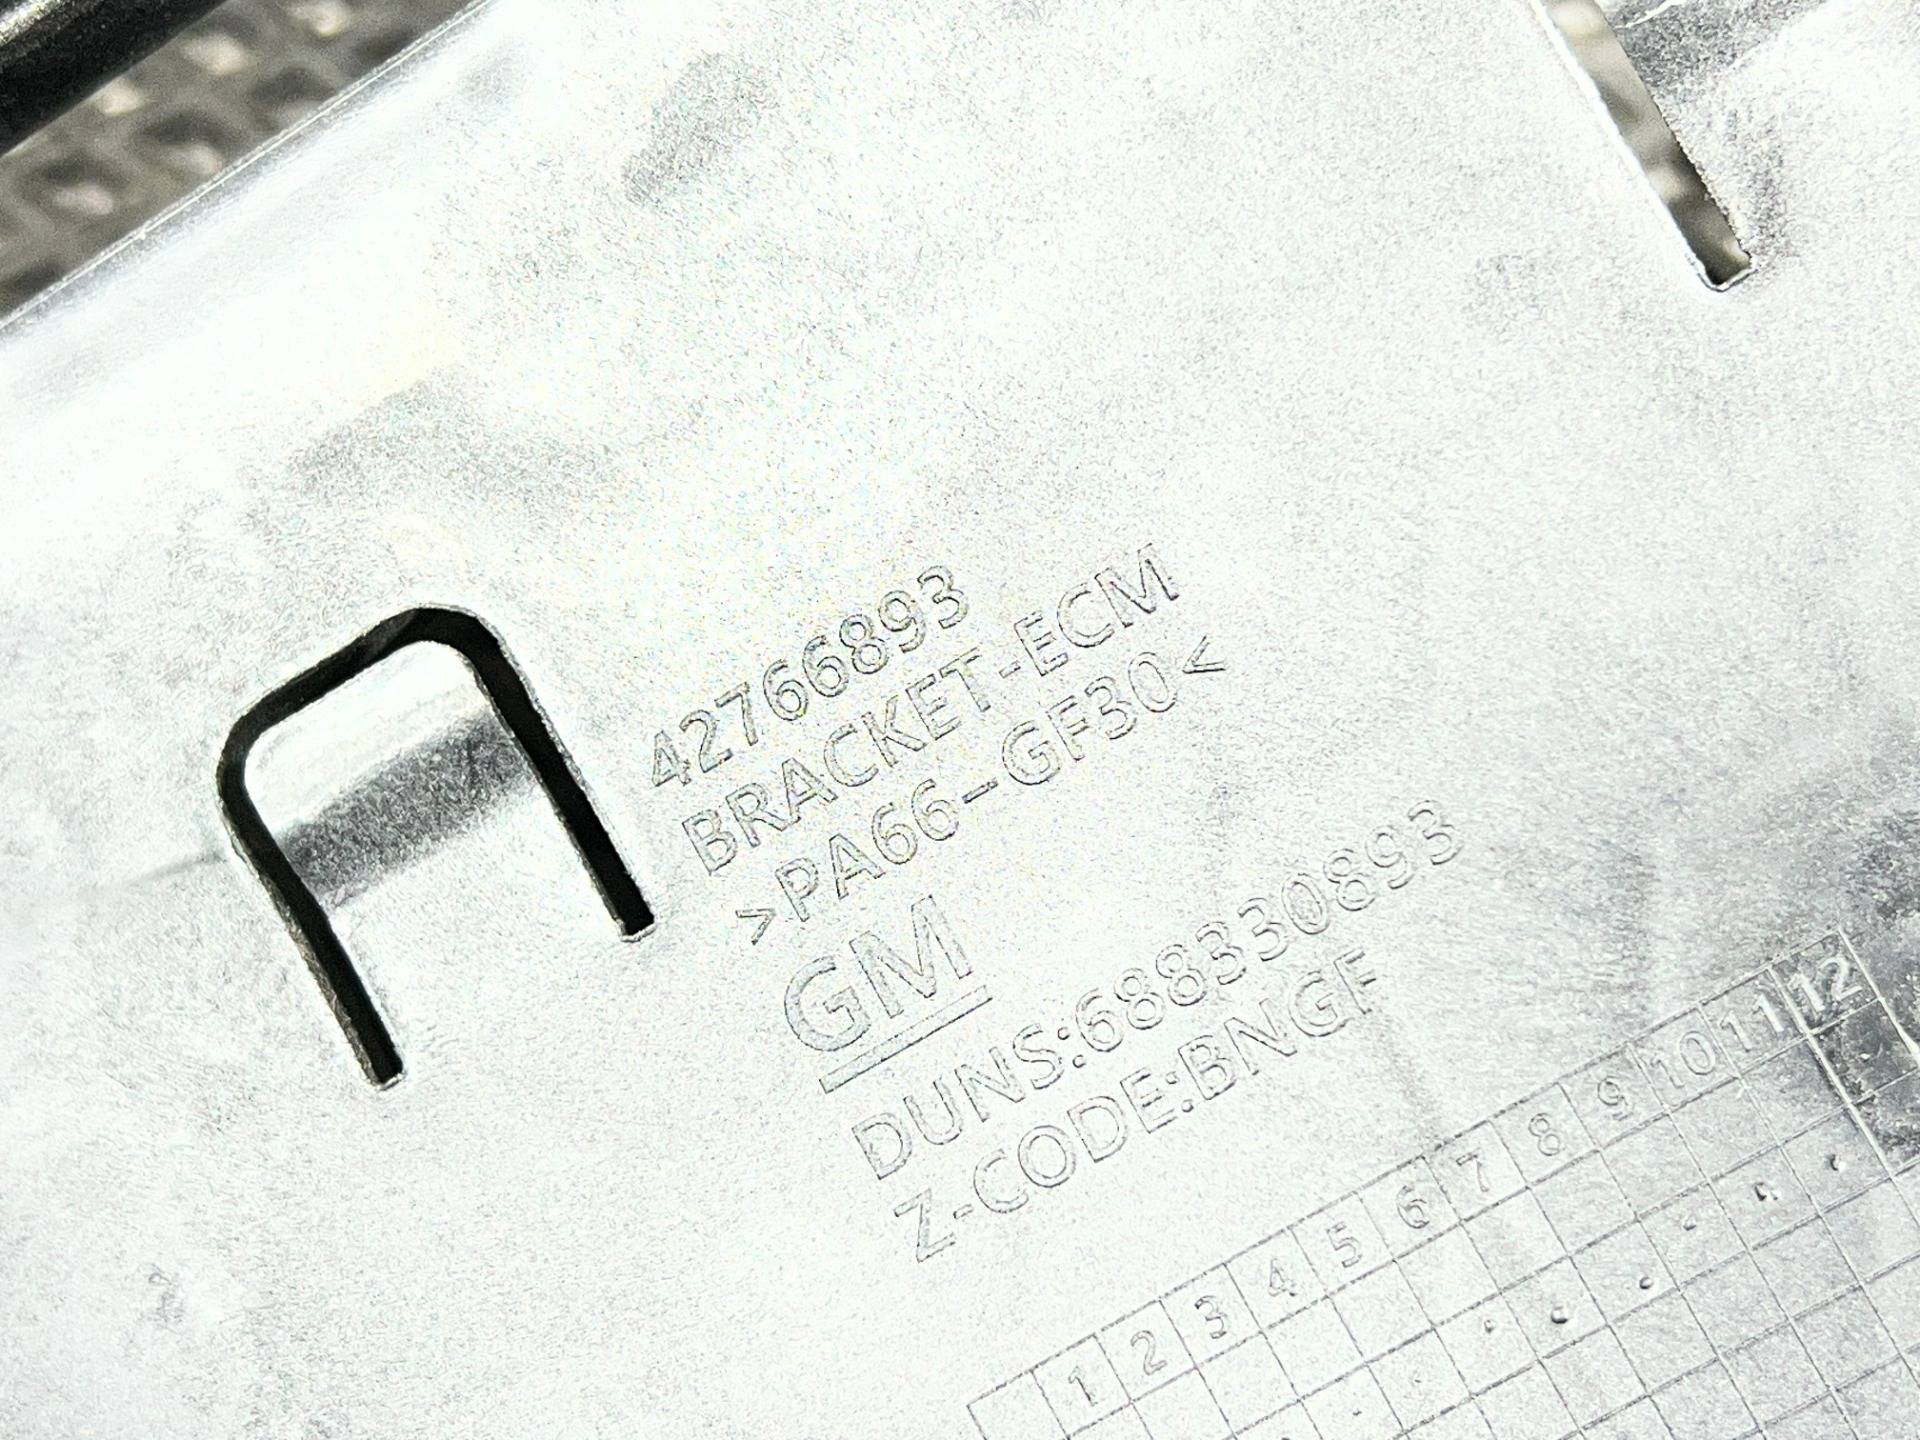 42766893
BRACKET-ECM
>PA66-GF30<
GM
DUNS:688330893
Z-CODE:BNGF
1 2 3 4 5 6 7 8 9 10 11 12